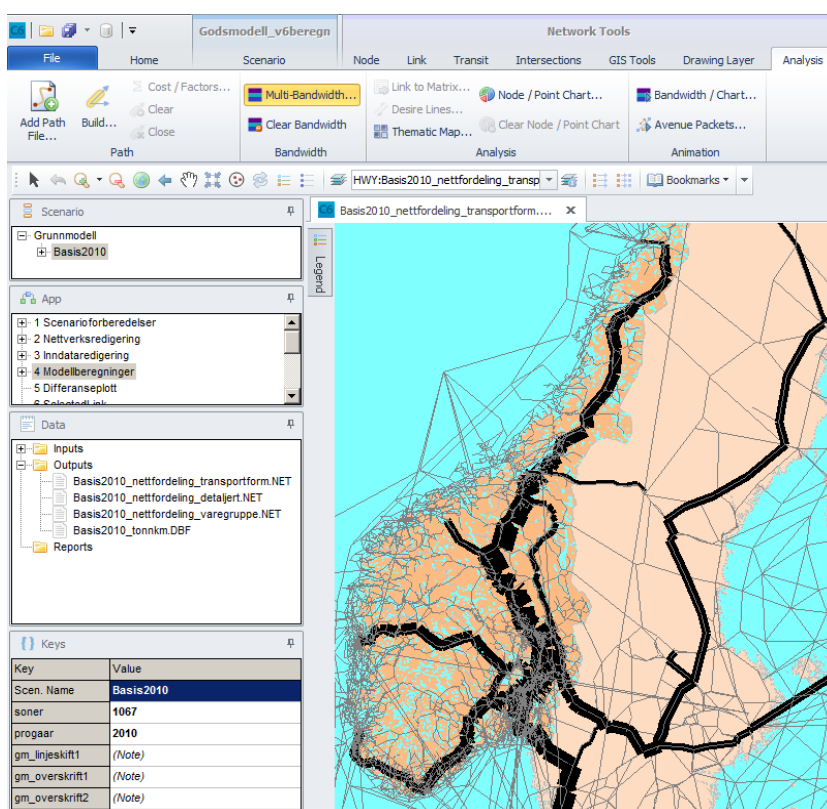 C6
Godsmodell_v6beregn
Network Tools
File
Home
Scenario
Node
Link
Transit
Intersections
GIS Tools
Drawing Layer
Analysis
Add Path
File...
Build...
Cost / Factors...
Clear
Close
Path
Multi-Bandwidth...
Clear Bandwidth
Bandwidth
Link to Matrix...
Desire Lines...
Thematic Map...
Node / Point Chart...
Clear Node / Point Chart
Analysis
Bandwidth / Chart...
Avenue Packets...
Animation
HWY:Basis2010_nettfordeling_transp
Bookmarks
Scenario
Grunnmodell
Basis2010
App
1 Scenarioforberedelser
2 Nettverksredigering
3 Inndataredigering
4 Modellberegninger
5 Differanseplott
6 SelectedLink
Data
Inputs
Outputs
Basis2010_nettfordeling_transportform.NET
Basis2010_nettfordeling_detaljert.NET
Basis2010_nettfordeling_varegruppe.NET
Basis2010_tonnkm.DBF
Reports
{} Keys
Key Value
Scen. Name Basis2010
soner 1067
progaar 2010
gm_linjeskift1 (Note)
gm_overskrift1 (Note)
gm_overskrift2 (Note)
C6 Basis2010_nettfordeling_transportform.... X
Legend